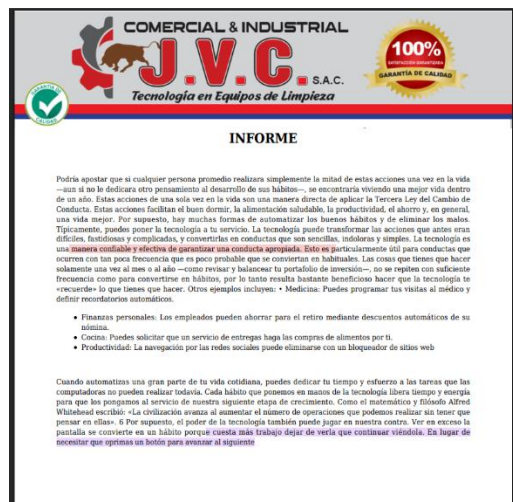 COMERCIAL & INDUSTRIAL
J.V.C. S.A.C.
Tecnología en Equipos de Limpieza
100%
SATISFACCIÓN GARANTIZADA
GARANTÍA DE CALIDAD
GARANTÍA DE
CALIDAD
INFORME
Podría apostar que si cualquier persona promedio realizara simplemente la mitad de estas acciones una vez en la vida
—aun si no le dedicara otro pensamiento al desarrollo de sus hábitos—, se encontraría viviendo una mejor vida dentro
de un año. Estas acciones de una sola vez en la vida son una manera directa de aplicar la Tercera Ley del Cambio de
Conducta. Estas acciones facilitan el buen dormir, la alimentación saludable, la productividad, el ahorro y, en general,
una vida mejor. Por supuesto, hay muchas formas de automatizar los buenos hábitos y de eliminar los malos.
Típicamente, puedes poner la tecnología a tu servicio. La tecnología puede transformar las acciones que antes eran
difíciles, fastidiosas y complicadas, y convertirlas en conductas que son sencillas, indoloras y simples. La tecnología es
una manera confiable y efectiva de garantizar una conducta apropiada. Esto es particularmente útil para conductas que
ocurren con tan poca frecuencia que es poco probable que se conviertan en habituales. Las cosas que tienes que hacer
solamente una vez al mes o al año —como revisar y balancear tu portafolio de inversión—, no se repiten con suficiente
frecuencia como para convertirse en hábitos, por lo tanto resulta bastante beneficioso hacer que la tecnología te
«recuerde» lo que tienes que hacer. Otros ejemplos incluyen: • Medicina: Puedes programar tus visitas al médico y
definir recordatorios automáticos.
• Finanzas personales: Los empleados pueden ahorrar para el retiro mediante descuentos automáticos de su
nómina.
• Cocina: Puedes solicitar que un servicio de entregas haga las compras de alimentos por ti.
• Productividad: La navegación por las redes sociales puede eliminarse con un bloqueador de sitios web
Cuando automatizas una gran parte de tu vida cotidiana, puedes dedicar tu tiempo y esfuerzo a las tareas que las
computadoras no pueden realizar todavía. Cada hábito que ponemos en manos de la tecnología libera tiempo y energía
para que los pongamos al servicio de nuestra siguiente etapa de crecimiento. Como el matemático y filósofo Alfred
Whitehead escribió: «La civilización avanza al aumentar el número de operaciones que podemos realizar sin tener que
pensar en ellas». 6 Por supuesto, el poder de la tecnología también puede jugar en nuestra contra. Ver en exceso la
pantalla se convierte en un hábito porque cuesta más trabajo dejar de verla que continuar viéndola. En lugar de
necesitar que oprimas un botón para avanzar al siguiente